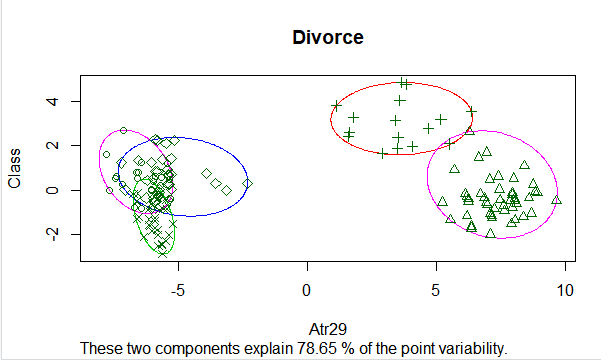 Divorce
Class
4
2
0
-2
-5
0
5
10
Atr29
These two components explain 78.65 % of the point variability.